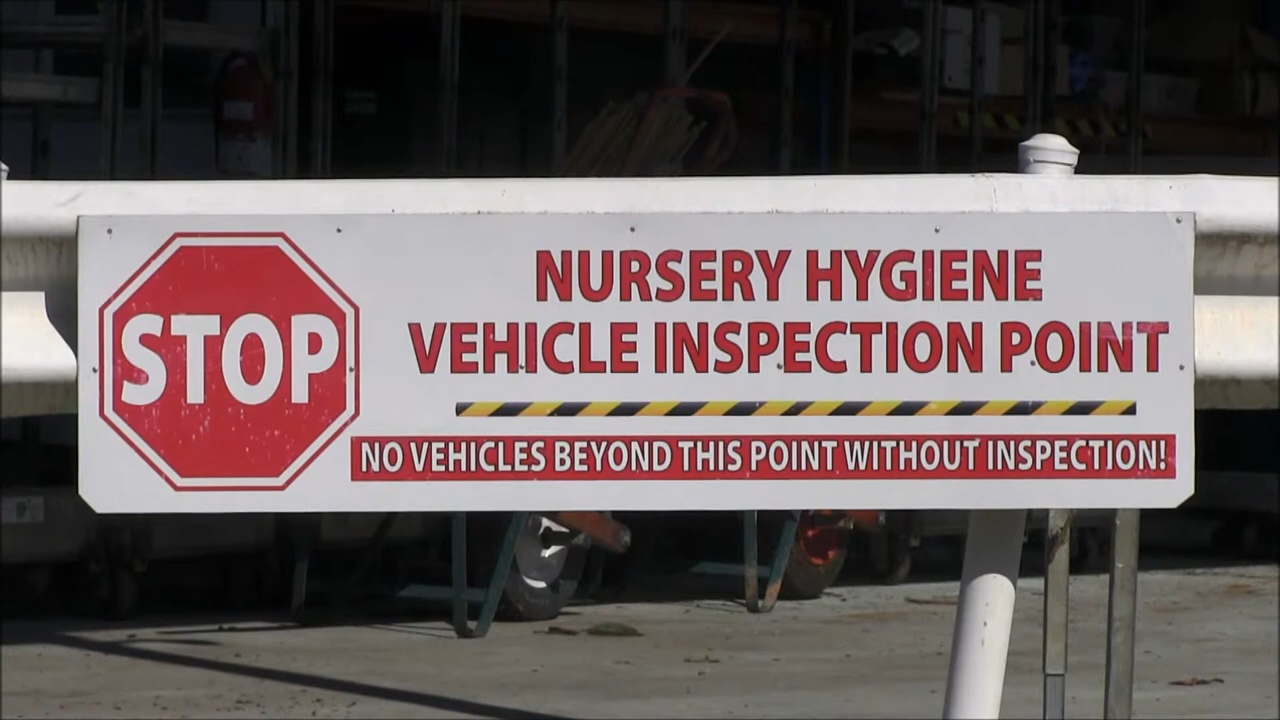 STOP
NURSERY HYGIENE
VEHICLE INSPECTION POINT
NO VEHICLES BEYOND THIS POINT WITHOUT INSPECTION!